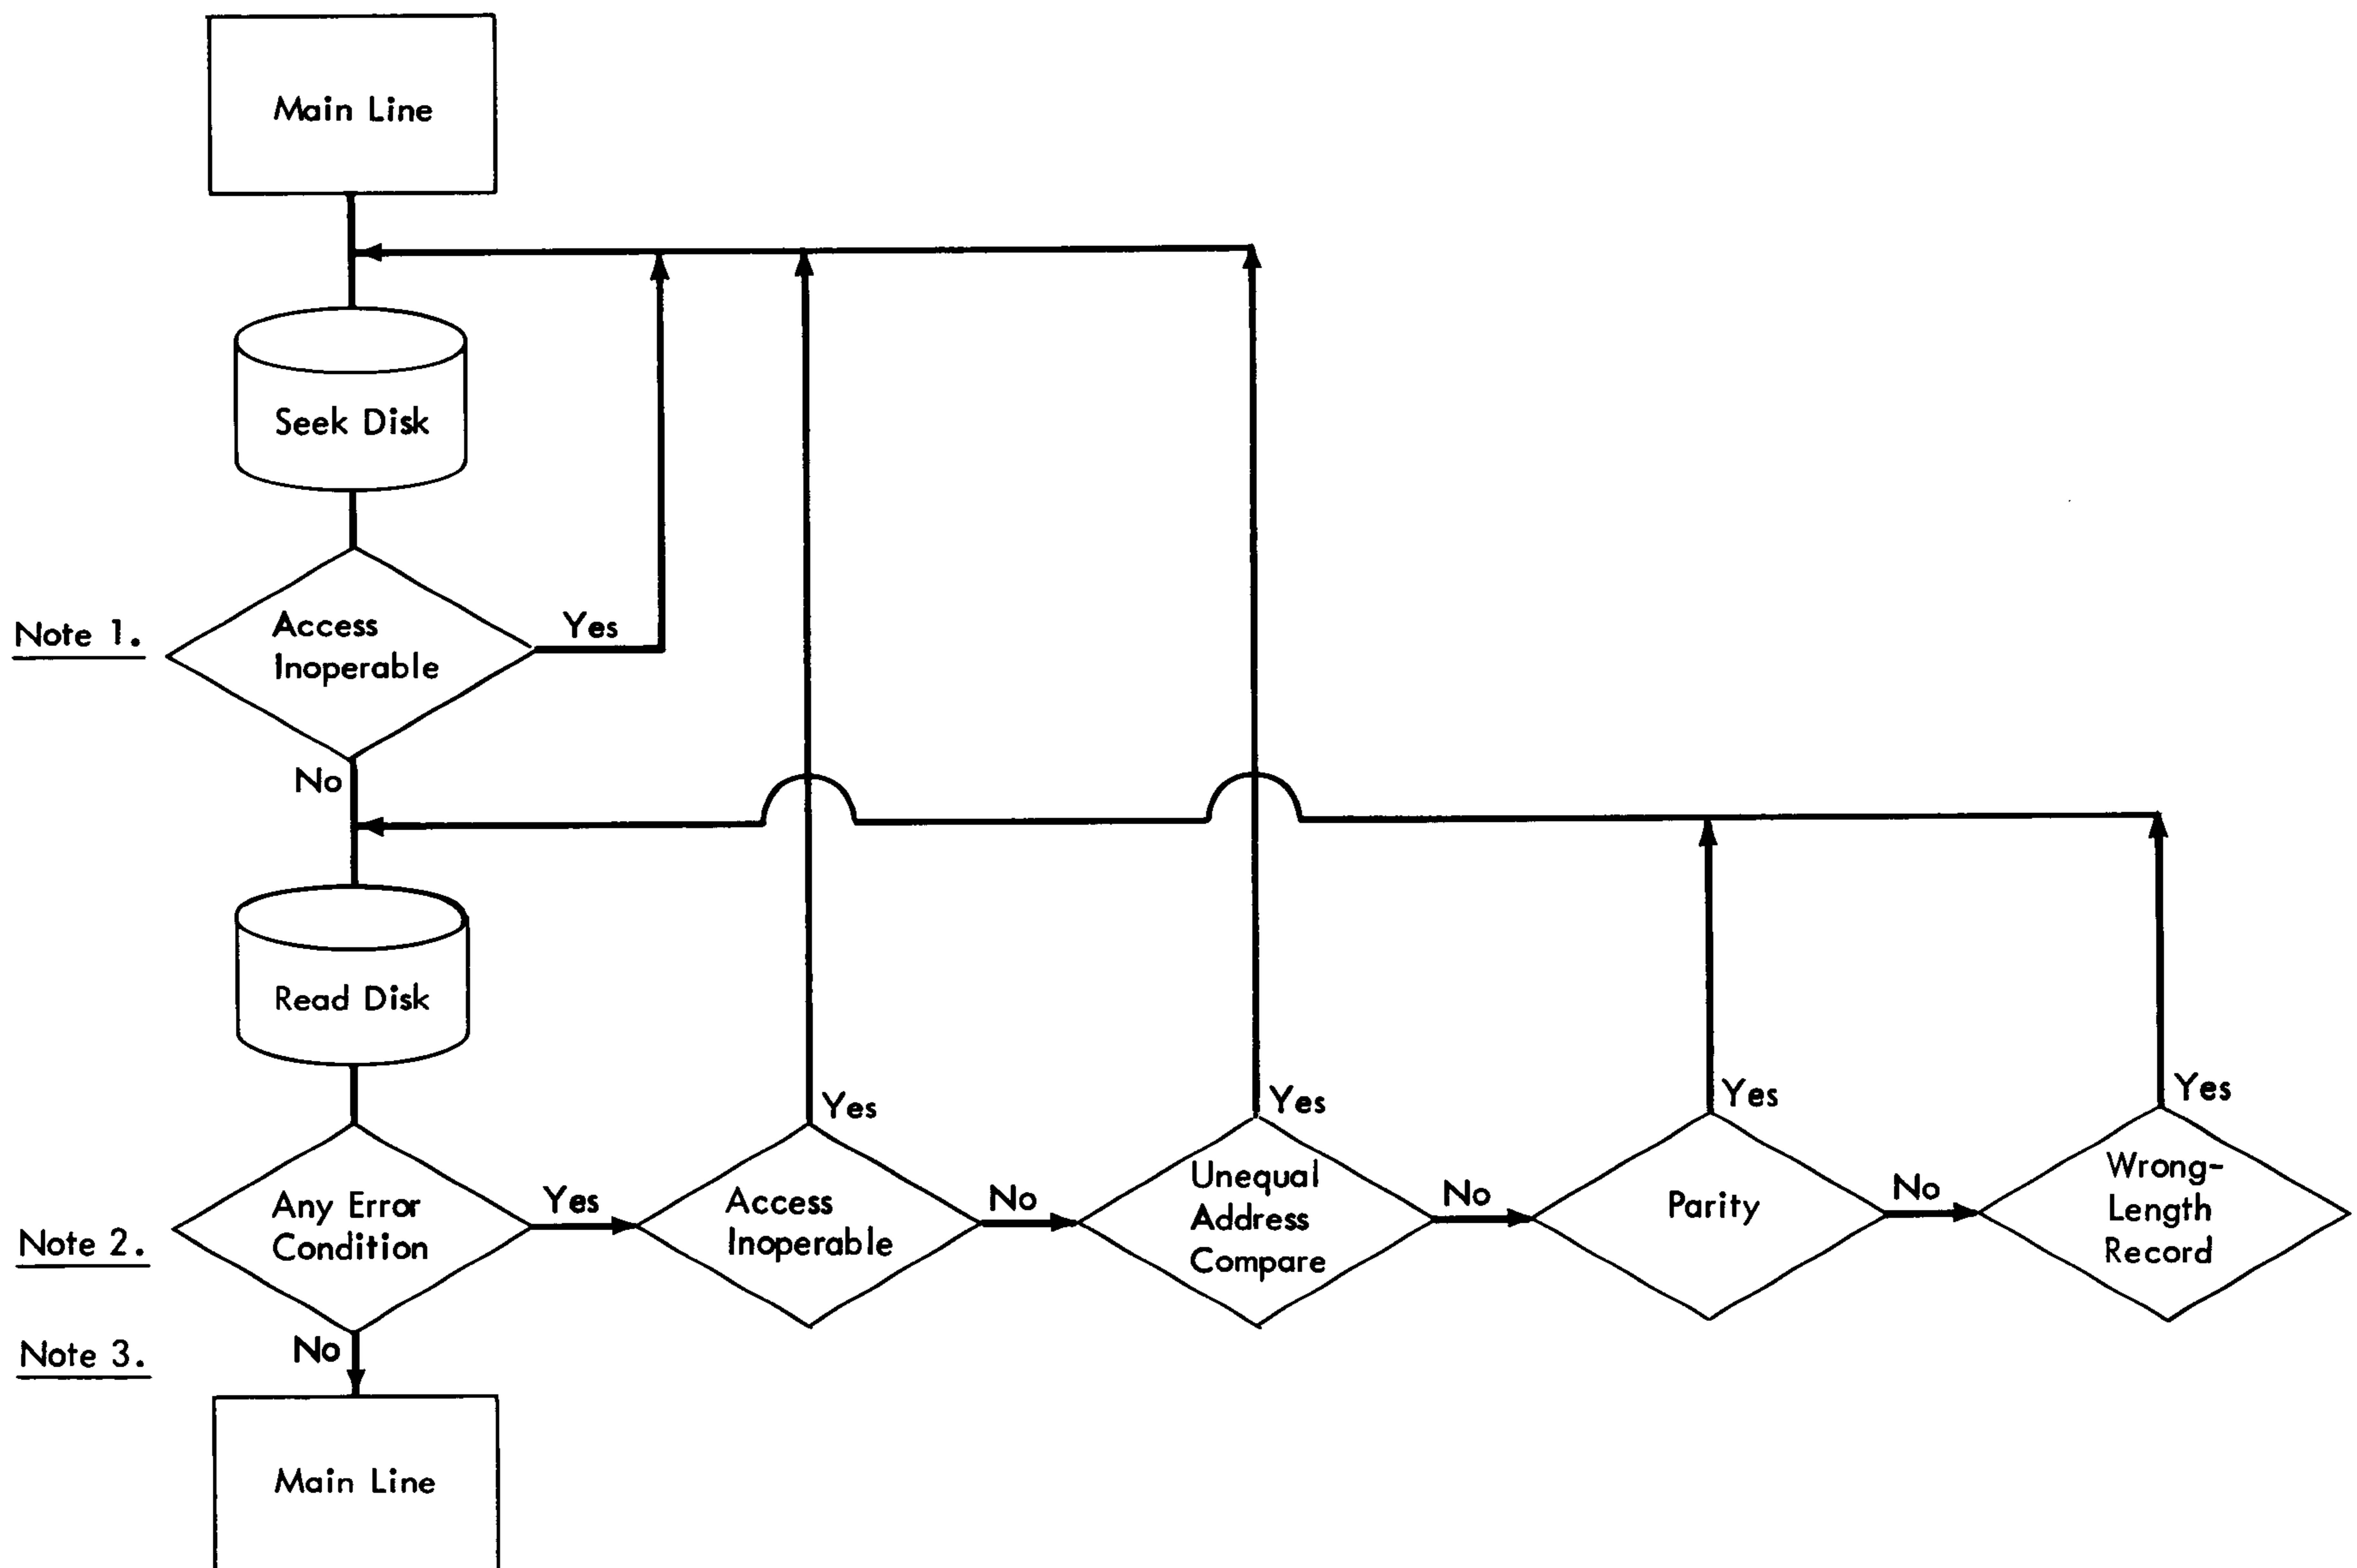 Main Line
Seek Disk
Note 1.
Access
Inoperable
Yes
No
Read Disk
Note 2.
Any Error
Condition
Yes
Access
Inoperable
Yes
No
Unequal
Address
Compare
Yes
No
Parity
Yes
No
Wrong-
Length
Record
Yes
Note 3.
No
Main Line